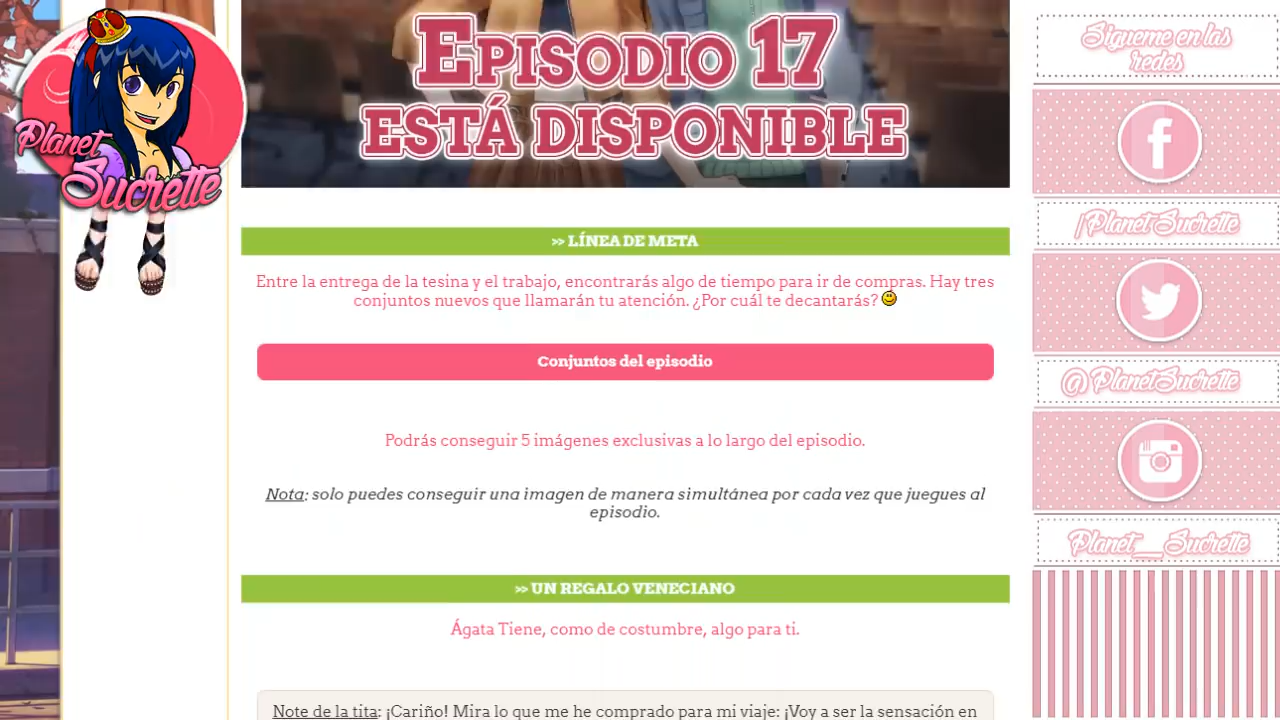 Planet
Sucrette
EPISODIO 17
ESTÁ DISPONIBLE
>> LÍNEA DE META
Entre la entrega de la tesina y el trabajo, encontrarás algo de tiempo para ir de compras. Hay tres
conjuntos nuevos que llamarán tu atención. ¿Por cuál te decantarás?
Conjuntos del episodio
Podrás conseguir 5 imágenes exclusivas a lo largo del episodio.
Nota: solo puedes conseguir una imagen de manera simultánea por cada vez que juegues al
episodio.
>> UN REGALO VENECIANO
Ágata Tiene, como de costumbre, algo para ti.
Note de la tita: ¡Cariño! Mira lo que me he comprado para mi viaje: ¡Voy a ser la sensación en
Sigueme en las
redes
/PlanetSucrette
@PlanetSucrette
Planet__Sucrette